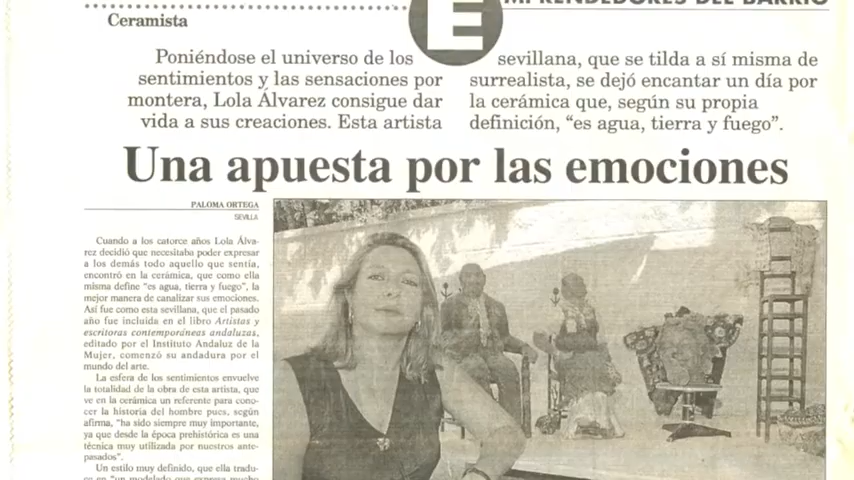 EMPRENDEDORES DEL BARRIO
Ceramista
Poniéndose el universo de los
sentimientos y las sensaciones por
montera, Lola Álvarez consigue dar
vida a sus creaciones. Esta artista
sevillana, que se tilda a sí misma de
surrealista, se dejó encantar un día por
la cerámica que, según su propia
definición, “es agua, tierra y fuego”.
Una apuesta por las emociones
PALOMA ORTEGA
SEVILLA
Cuando a los catorce años Lola Álva-
rez decidió que necesitaba poder expresar
a los demás todo aquello que sentía,
encontró en la cerámica, que como ella
misma define “es agua, tierra y fuego”, la
mejor manera de canalizar sus emociones.
Así fue como esta sevillana, que el pasado
año fue incluida en el libro Artistas y
escritoras contemporáneas andaluzas,
editado por el Instituto Andaluz de la
Mujer, comenzó su andadura por el
mundo del arte.
La esfera de los sentimientos envuelve
la totalidad de la obra de esta artista, que
ve en la cerámica un referente para cono-
cer la historia del hombre pues, según
afirma, “ha sido siempre muy importante,
ya que desde la época prehistórica es una
técnica muy utilizada por nuestros ante-
pasados”.
Un estilo muy definido, que ella tradu-
ce en “un modelado que expresa mucho